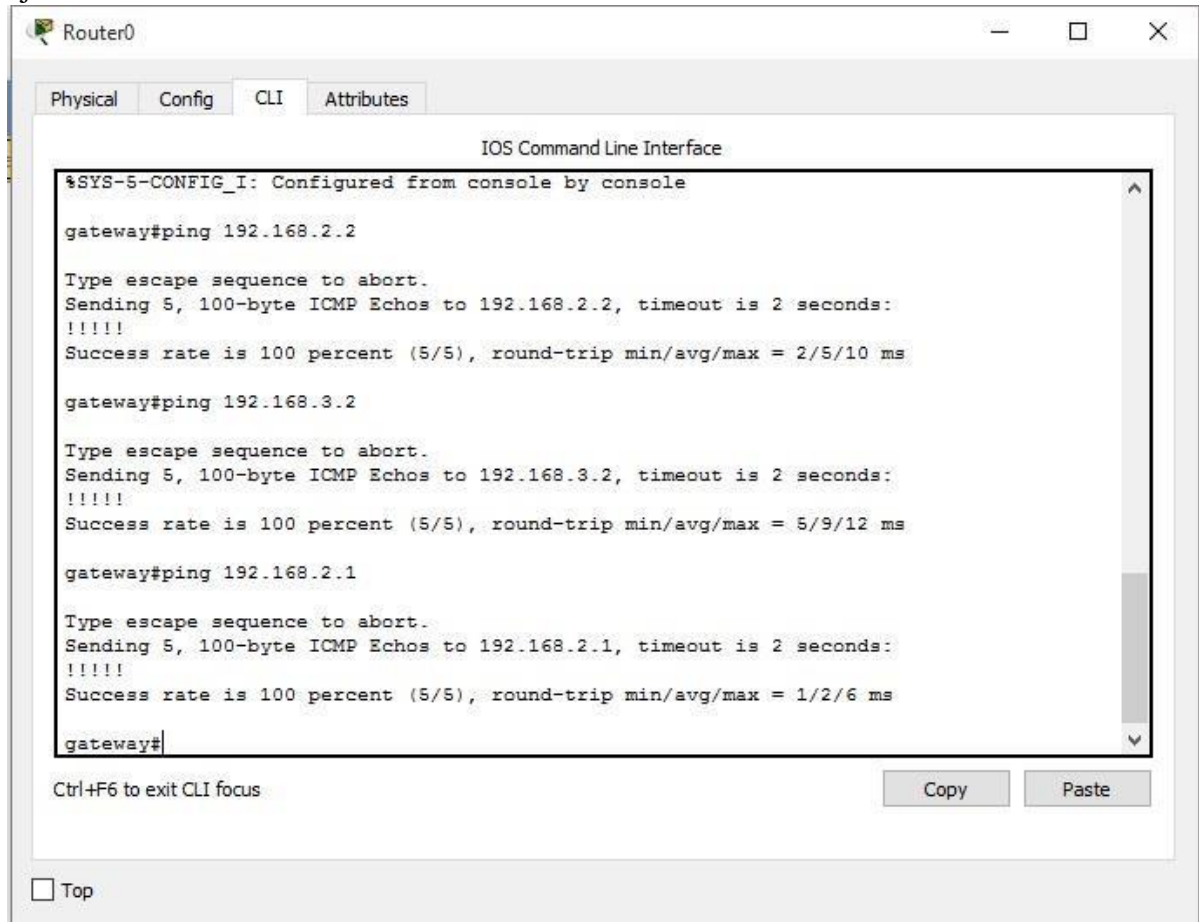 Router0
Physical Config CLI Attributes
IOS Command Line Interface
%SYS-5-CONFIG_I: Configured from console by console
gateway#ping 192.168.2.2
Type escape sequence to abort.
Sending 5, 100-byte ICMP Echos to 192.168.2.2, timeout is 2 seconds:
!!!!!
Success rate is 100 percent (5/5), round-trip min/avg/max = 2/5/10 ms
gateway#ping 192.168.3.2
Type escape sequence to abort.
Sending 5, 100-byte ICMP Echos to 192.168.3.2, timeout is 2 seconds:
!!!!!
Success rate is 100 percent (5/5), round-trip min/avg/max = 5/9/12 ms
gateway#ping 192.168.2.1
Type escape sequence to abort.
Sending 5, 100-byte ICMP Echos to 192.168.2.1, timeout is 2 seconds:
!!!!!
Success rate is 100 percent (5/5), round-trip min/avg/max = 1/2/6 ms
gateway#
Ctrl+F6 to exit CLI focus Copy Paste
Top